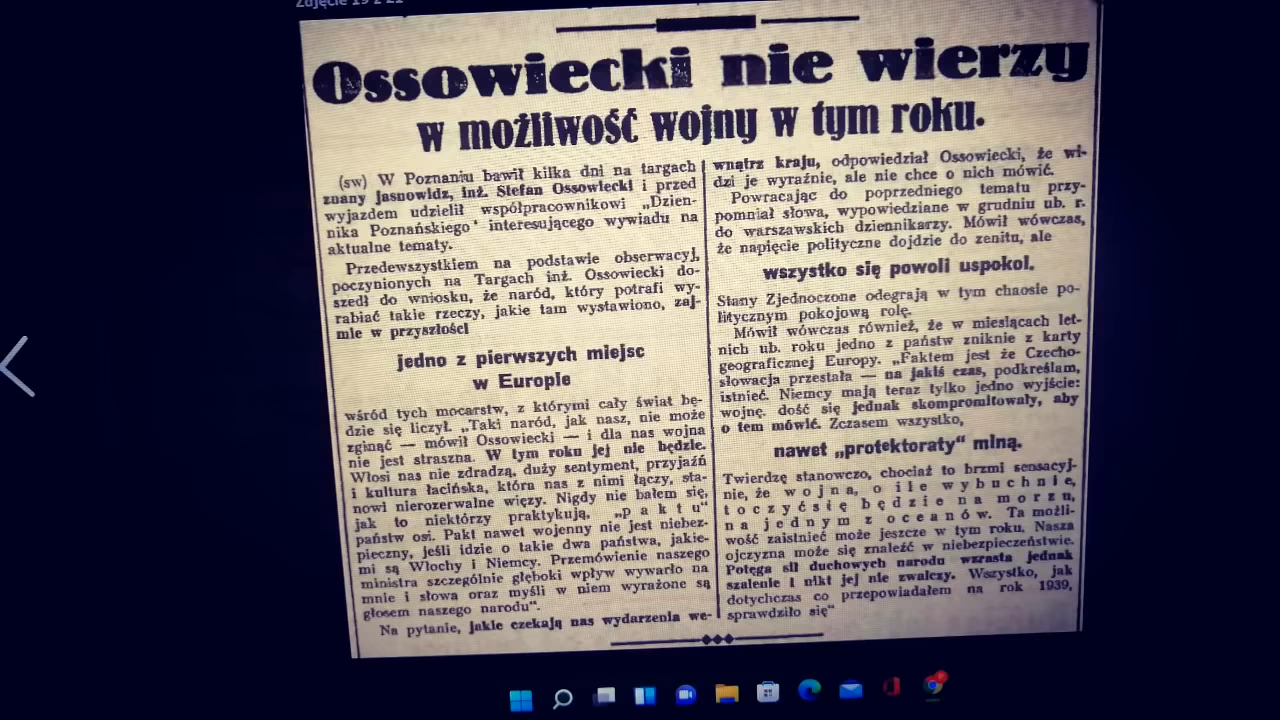 Zdjęcie 19 z 21
Ossowiecki nie wierzy
w możliwość wojny w tym roku.
(sw) W Poznaniu bawił kilka dni na targach
znany jasnowidz, inż. Stefan Ossowiecki i przed
wyjazdem udzielił współpracownikowi „Dzien-
nika Poznańskiego" interesującego wywiadu na
aktualne tematy.
Przedewszystkiem na podstawie obserwacyj,
poczynionych na Targach inż. Ossowiecki do-
szedł do wniosku, że naród, który potrafi wy-
rabiać takie rzeczy, jakie tam wystawiono, zaj-
mie w przyszłości
jedno z pierwszych miejsc
w Europie
wśród tych mocarstw, z którymi cały świat bę-
dzie się liczył. „Taki naród, jak nasz, nie może
zginąć — mówił Ossowiecki — i dla nas wojna
nie jest straszna. W tym roku jej nie będzie.
Włosi nas nie zdradzą, duży sentyment, przyjaźń
i kultura łacińska, która nas z nimi łączy, sta-
nowi nierozerwalne więzy. Nigdy nie bałem się,
jak to niektórzy praktykują, „paktu"
państw osi. Pakt nawet wojenny nie jest niebez-
pieczny, jeśli idzie o takie dwa państwa, jakie-
mi są Włochy i Niemcy. Przemówienie naszego
ministra szczególnie głęboki wpływ wywarło na
mnie i słowa oraz myśli w niem wyrażone są
głosem naszego narodu".
Na pytanie, jakie czekają nas wydarzenia we-
wnątrz kraju, odpowiedział Ossowiecki, że wi-
dzi je wyraźnie, ale nie chce o nich mówić.
Powracając do poprzedniego tematu przy-
pomniał słowa, wypowiedziane w grudniu ub. r.
do warszawskich dziennikarzy. Mówił wówczas,
że napięcie polityczne dojdzie do zenitu, ale
wszystko się powoli uspokoi.
Stany Zjednoczone odegrają w tym chaosie po-
litycznym pokojową rolę.
Mówił wówczas również, że w miesiącach let-
nich ub. roku jedno z państw zniknie z karty
geograficznej Europy. „Faktem jest że Czecho-
słowacja przestała — na jakiś czas, podkreślam,
istnieć. Niemcy mają teraz tylko jedno wyjście:
wojnę. dość się jednak skompromitowały, aby
o tem mówić. Zczasem wszystko,
nawet „protektoraty" miną.
Twierdzę stanowczo, chociaż to brzmi sensacyj-
nie, że wojna, o ile wybuchnie,
toczyć się będzie na morzu,
na jednym z oceanów. Ta możli-
wość zaistnieć może jeszcze w tym roku. Nasza
ojczyzna może się znaleźć w niebezpieczeństwie.
Potęga sił duchowych narodu wzrasta jednak
szalenie i nikt jej nie zwalczy. Wszystko, jak
dotychczas co przepowiadałem na rok 1939,
sprawdziło się"